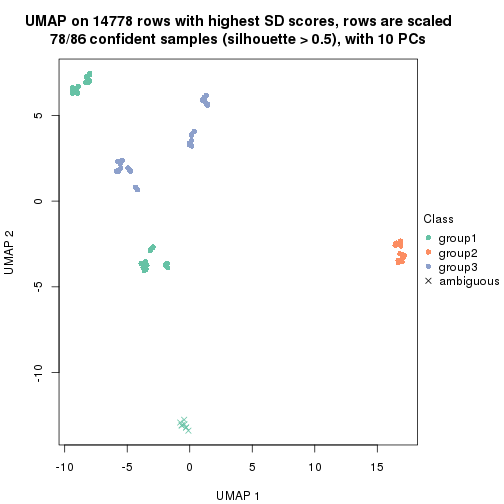 UMAP on 14778 rows with highest SD scores, rows are scaled
78/86 confident samples (silhouette > 0.5), with 10 PCs
5
0
-5
-10
UMAP 2
-10
-5
0
5
10
15
UMAP 1
Class
group1
group2
group3
ambiguous